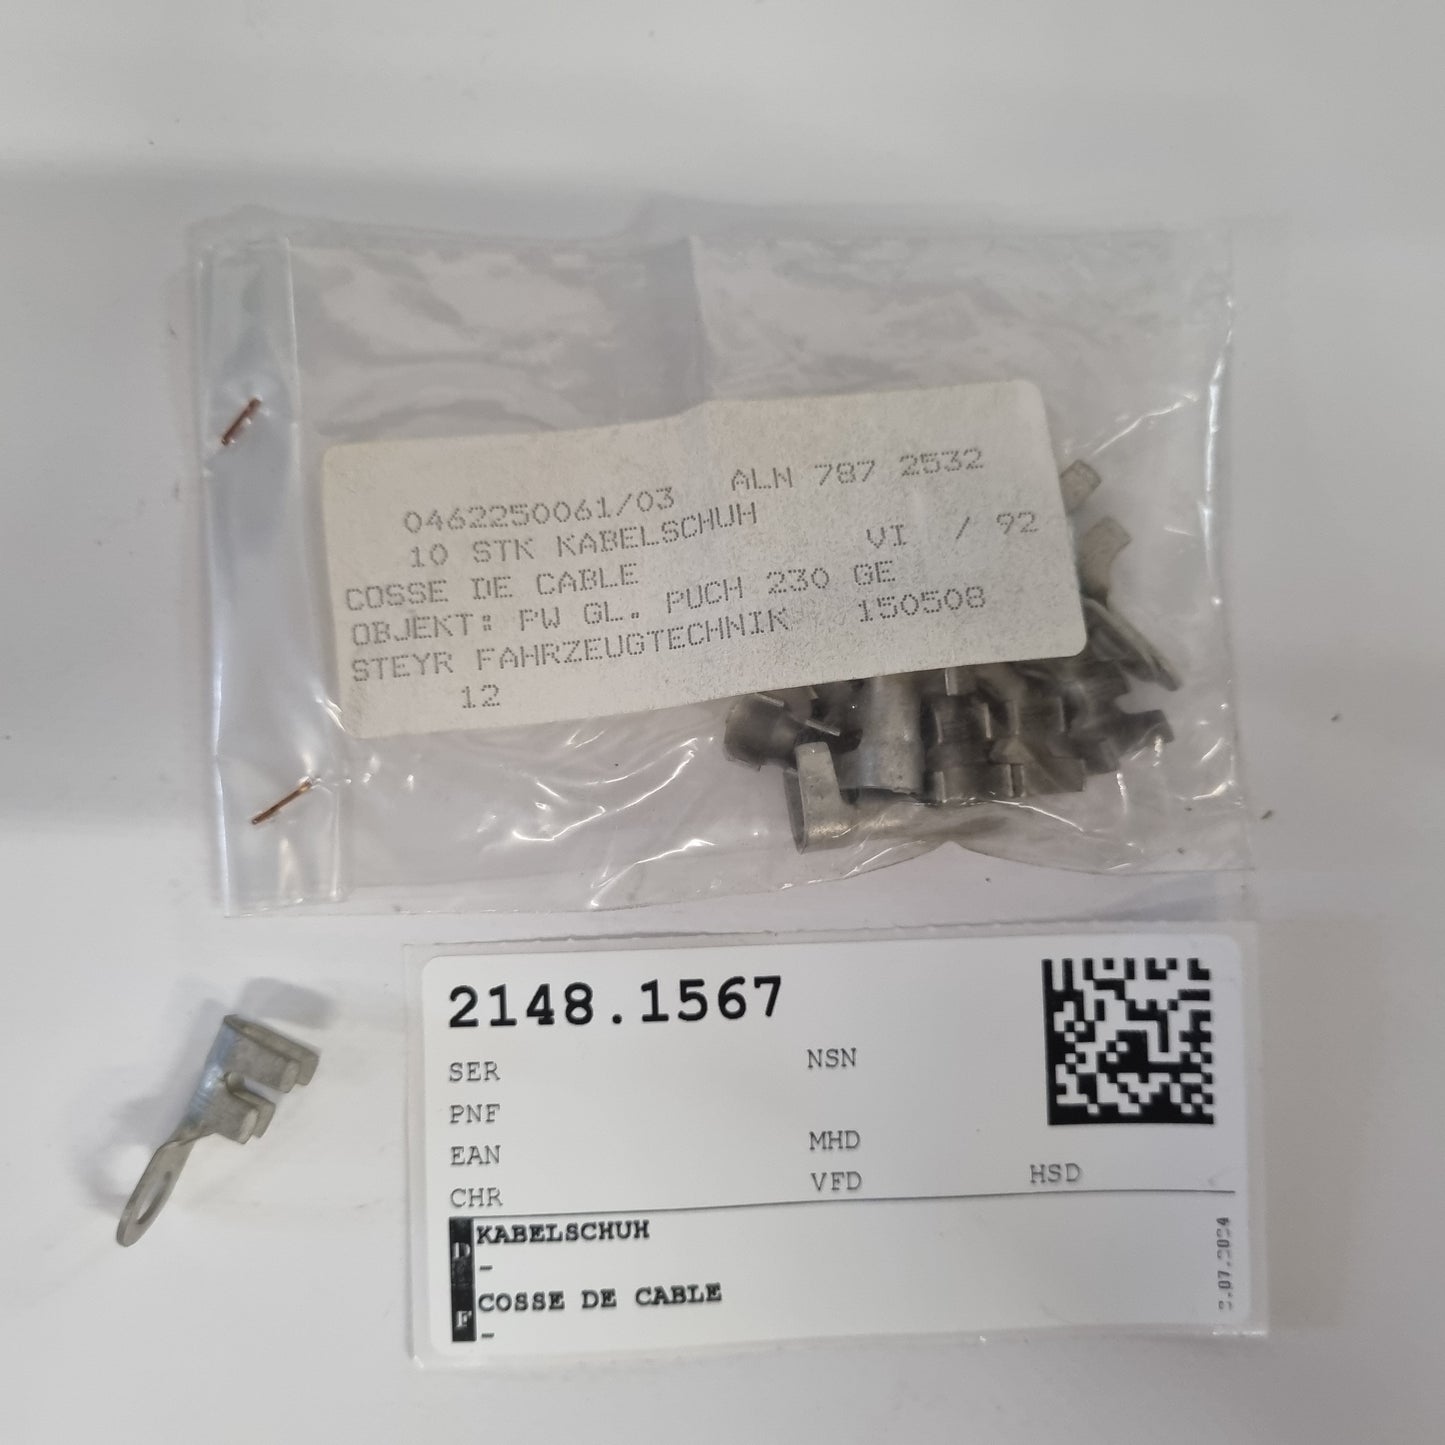 0462250061/03 ALN 787 2532
10 STK KABELSCHUH VI / 92
COSSE DE CABLE
OBJEKT: PW GL. PUCH 230 GE
STEYR FAHRZEUGTECHNIK 150508
12
2148.1567
SER NSN
PNF
EAN MHD
CHR VFD HSD
D KABELSCHUH
-
F COSSE DE CABLE
-